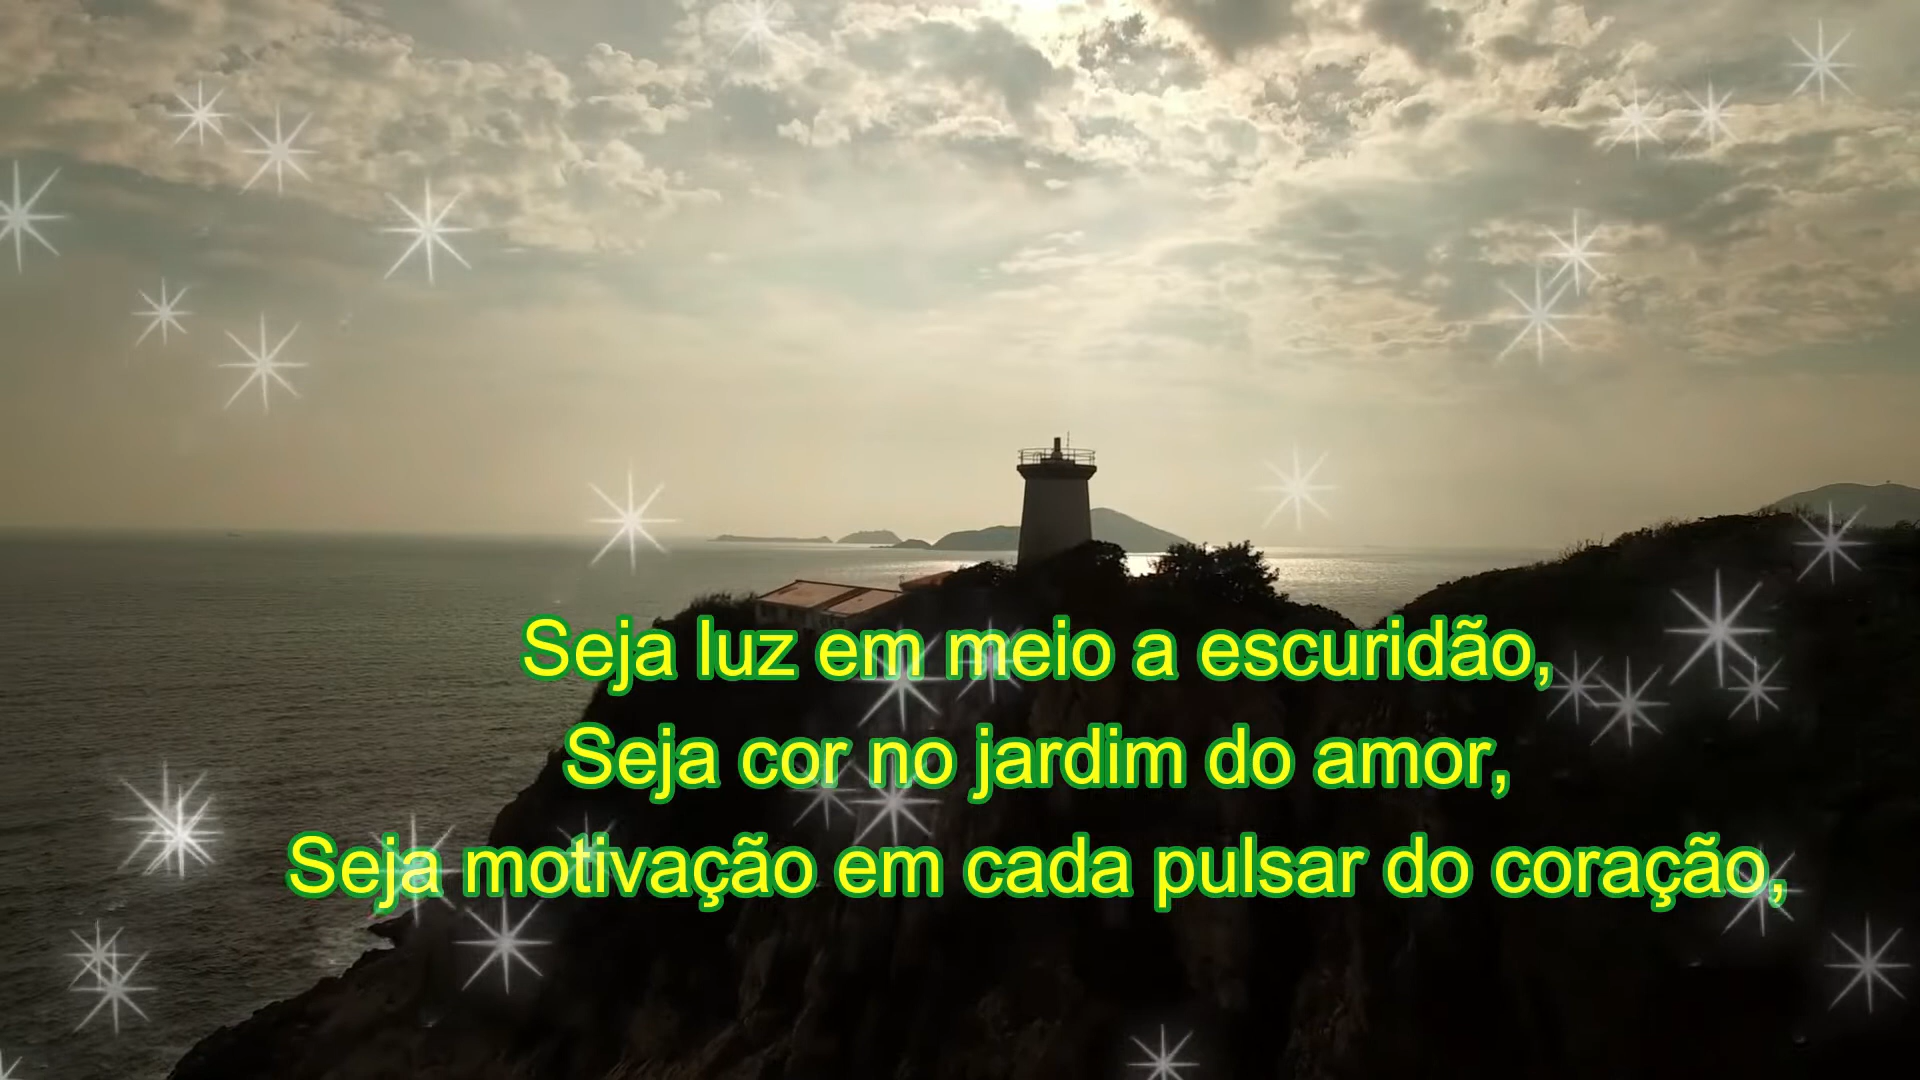 Seja luz em meio a escuridão,
Seja cor no jardim do amor,
Seja motivação em cada pulsar do coração,